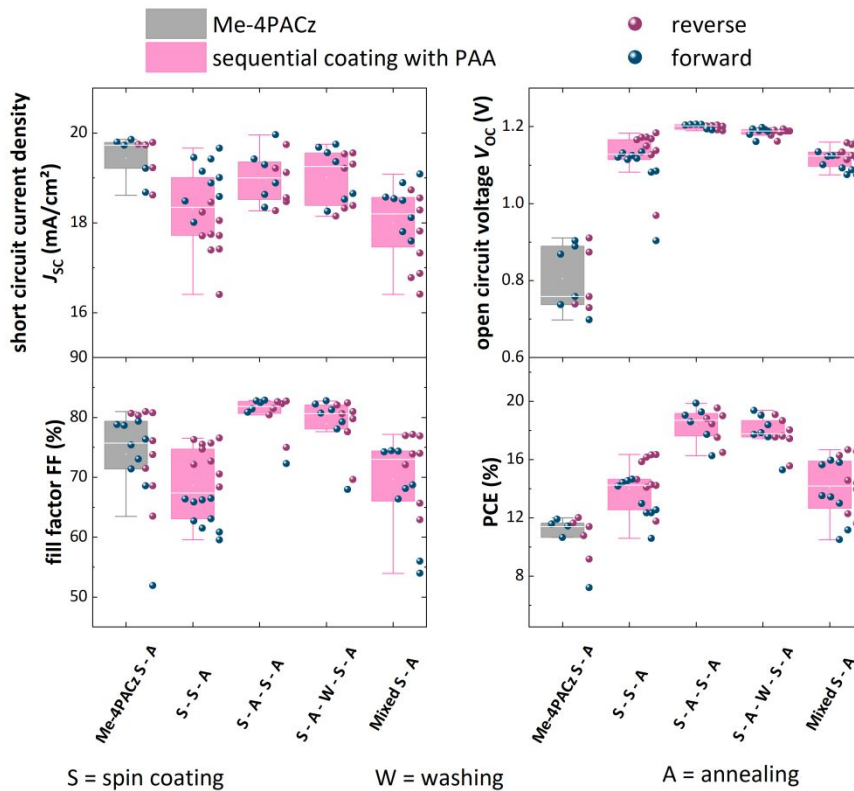 Me-4PACz
sequential coating with PAA
reverse
forward
short circuit current density
J_SC (mA/cm²)
20
18
16
90
open circuit voltage V_OC (V)
1.2
1.0
0.8
0.6
fill factor FF (%)
80
70
60
50
PCE (%)
20
16
12
8
Me-4PACz S - A
S - S - A
S - A - S - A
S - A - W - S - A
Mixed S - A
Me-4PACz S - A
S - S - A
S - A - S - A
S - A - W - S - A
Mixed S - A
S = spin coating
W = washing
A = annealing